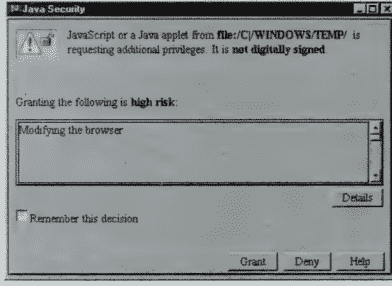 Java Security
JavaScript or a Java applet from file:/C|/WINDOWS/TEMP/ is
requesting additional privileges. It is not digitally signed.
Granting the following is high risk:
Modifying the browser
Details
Remember this decision
Grant Deny Help